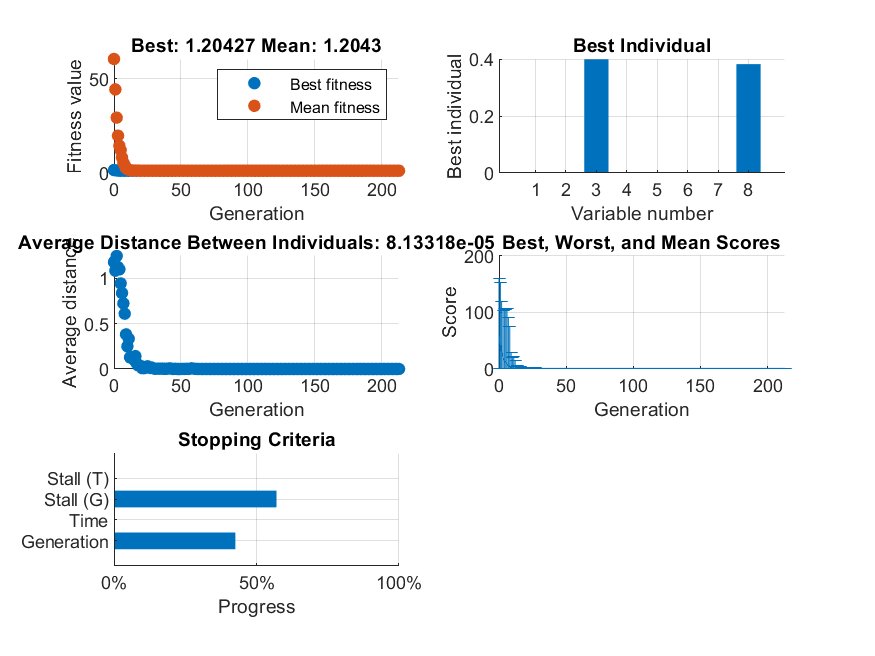 Best: 1.20427 Mean: 1.2043
Fitness value
50
0
Best fitness
Mean fitness
0 50 100 150 200
Generation
Best Individual
Best individual
0.4
0.2
0
1 2 3 4 5 6 7 8
Variable number
Average Distance Between Individuals: 8.13318e-05
Average distance
1
0.5
0
0 50 100 150 200
Generation
Best, Worst, and Mean Scores
Score
200
100
0
0 50 100 150 200
Generation
Stopping Criteria
Stall (T)
Stall (G)
Time
Generation
0% 50% 100%
Progress